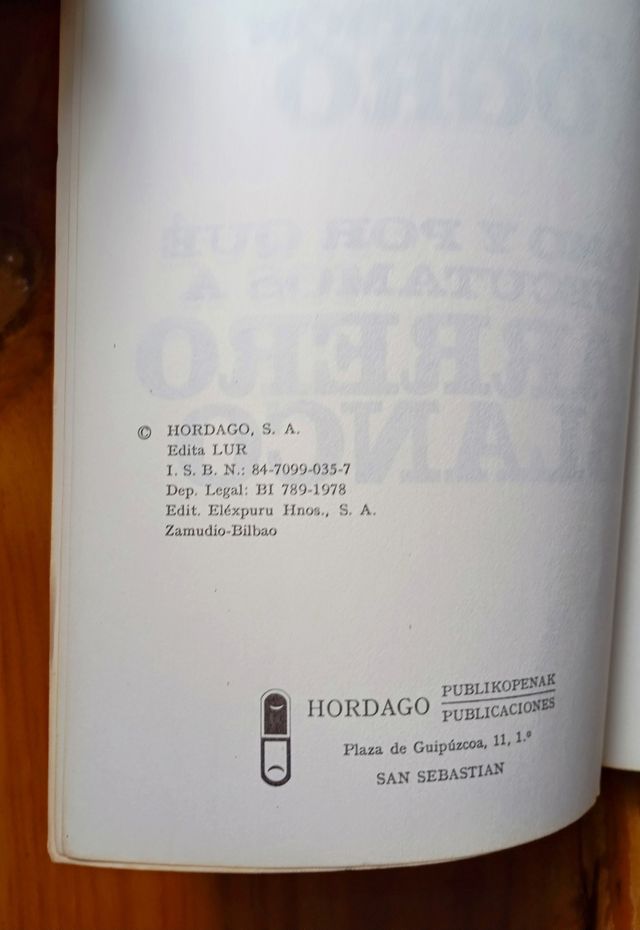 © HORDAGO, S. A.
Edita LUR
I. S. B. N.: 84-7099-035-7
Dep. Legal: BI 789-1978
Edit. Eléxpuru Hnos., S. A.
Zamudio-Bilbao
HORDAGO PUBLIKOPENAK
PUBLICACIONES
Plaza de Guipúzcoa, 11, 1.º
SAN SEBASTIAN